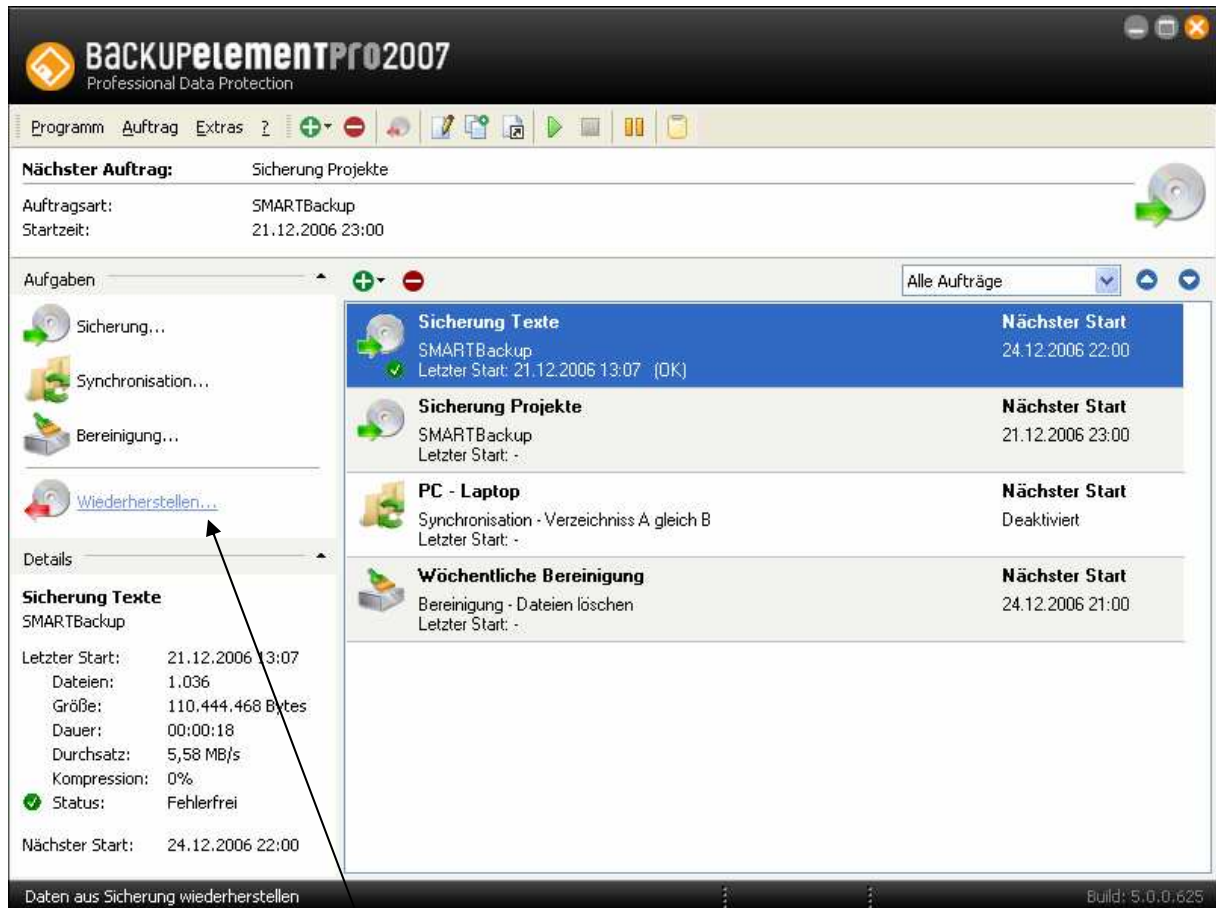 BACKUPelementPro2007
Professional Data Protection
Programm Auftrag Extras ?
Nächster Auftrag: Sicherung Projekte
Auftragsart: SMARTBackup
Startzeit: 21.12.2006 23:00
Aufgaben
Alle Aufträge
Sicherung...
Synchronisation...
Bereinigung...
Wiederherstellen...
Sicherung Texte Nächster Start
SMARTBackup 24.12.2006 22:00
Letzter Start: 21.12.2006 13:07 (OK)
Sicherung Projekte Nächster Start
SMARTBackup 21.12.2006 23:00
Letzter Start: -
PC - Laptop Nächster Start
Synchronisation - Verzeichniss A gleich B Deaktiviert
Letzter Start: -
Wöchentliche Bereinigung Nächster Start
Bereinigung - Dateien löschen 24.12.2006 21:00
Letzter Start: -
Details
Sicherung Texte
SMARTBackup
Letzter Start: 21.12.2006 13:07
Dateien: 1.036
Größe: 110.444.468 Bytes
Dauer: 00:00:18
Durchsatz: 5,58 MB/s
Kompression: 0%
Status: Fehlerfrei
Nächster Start: 24.12.2006 22:00
Daten aus Sicherung wiederherstellen
Build: 5.0.0.625